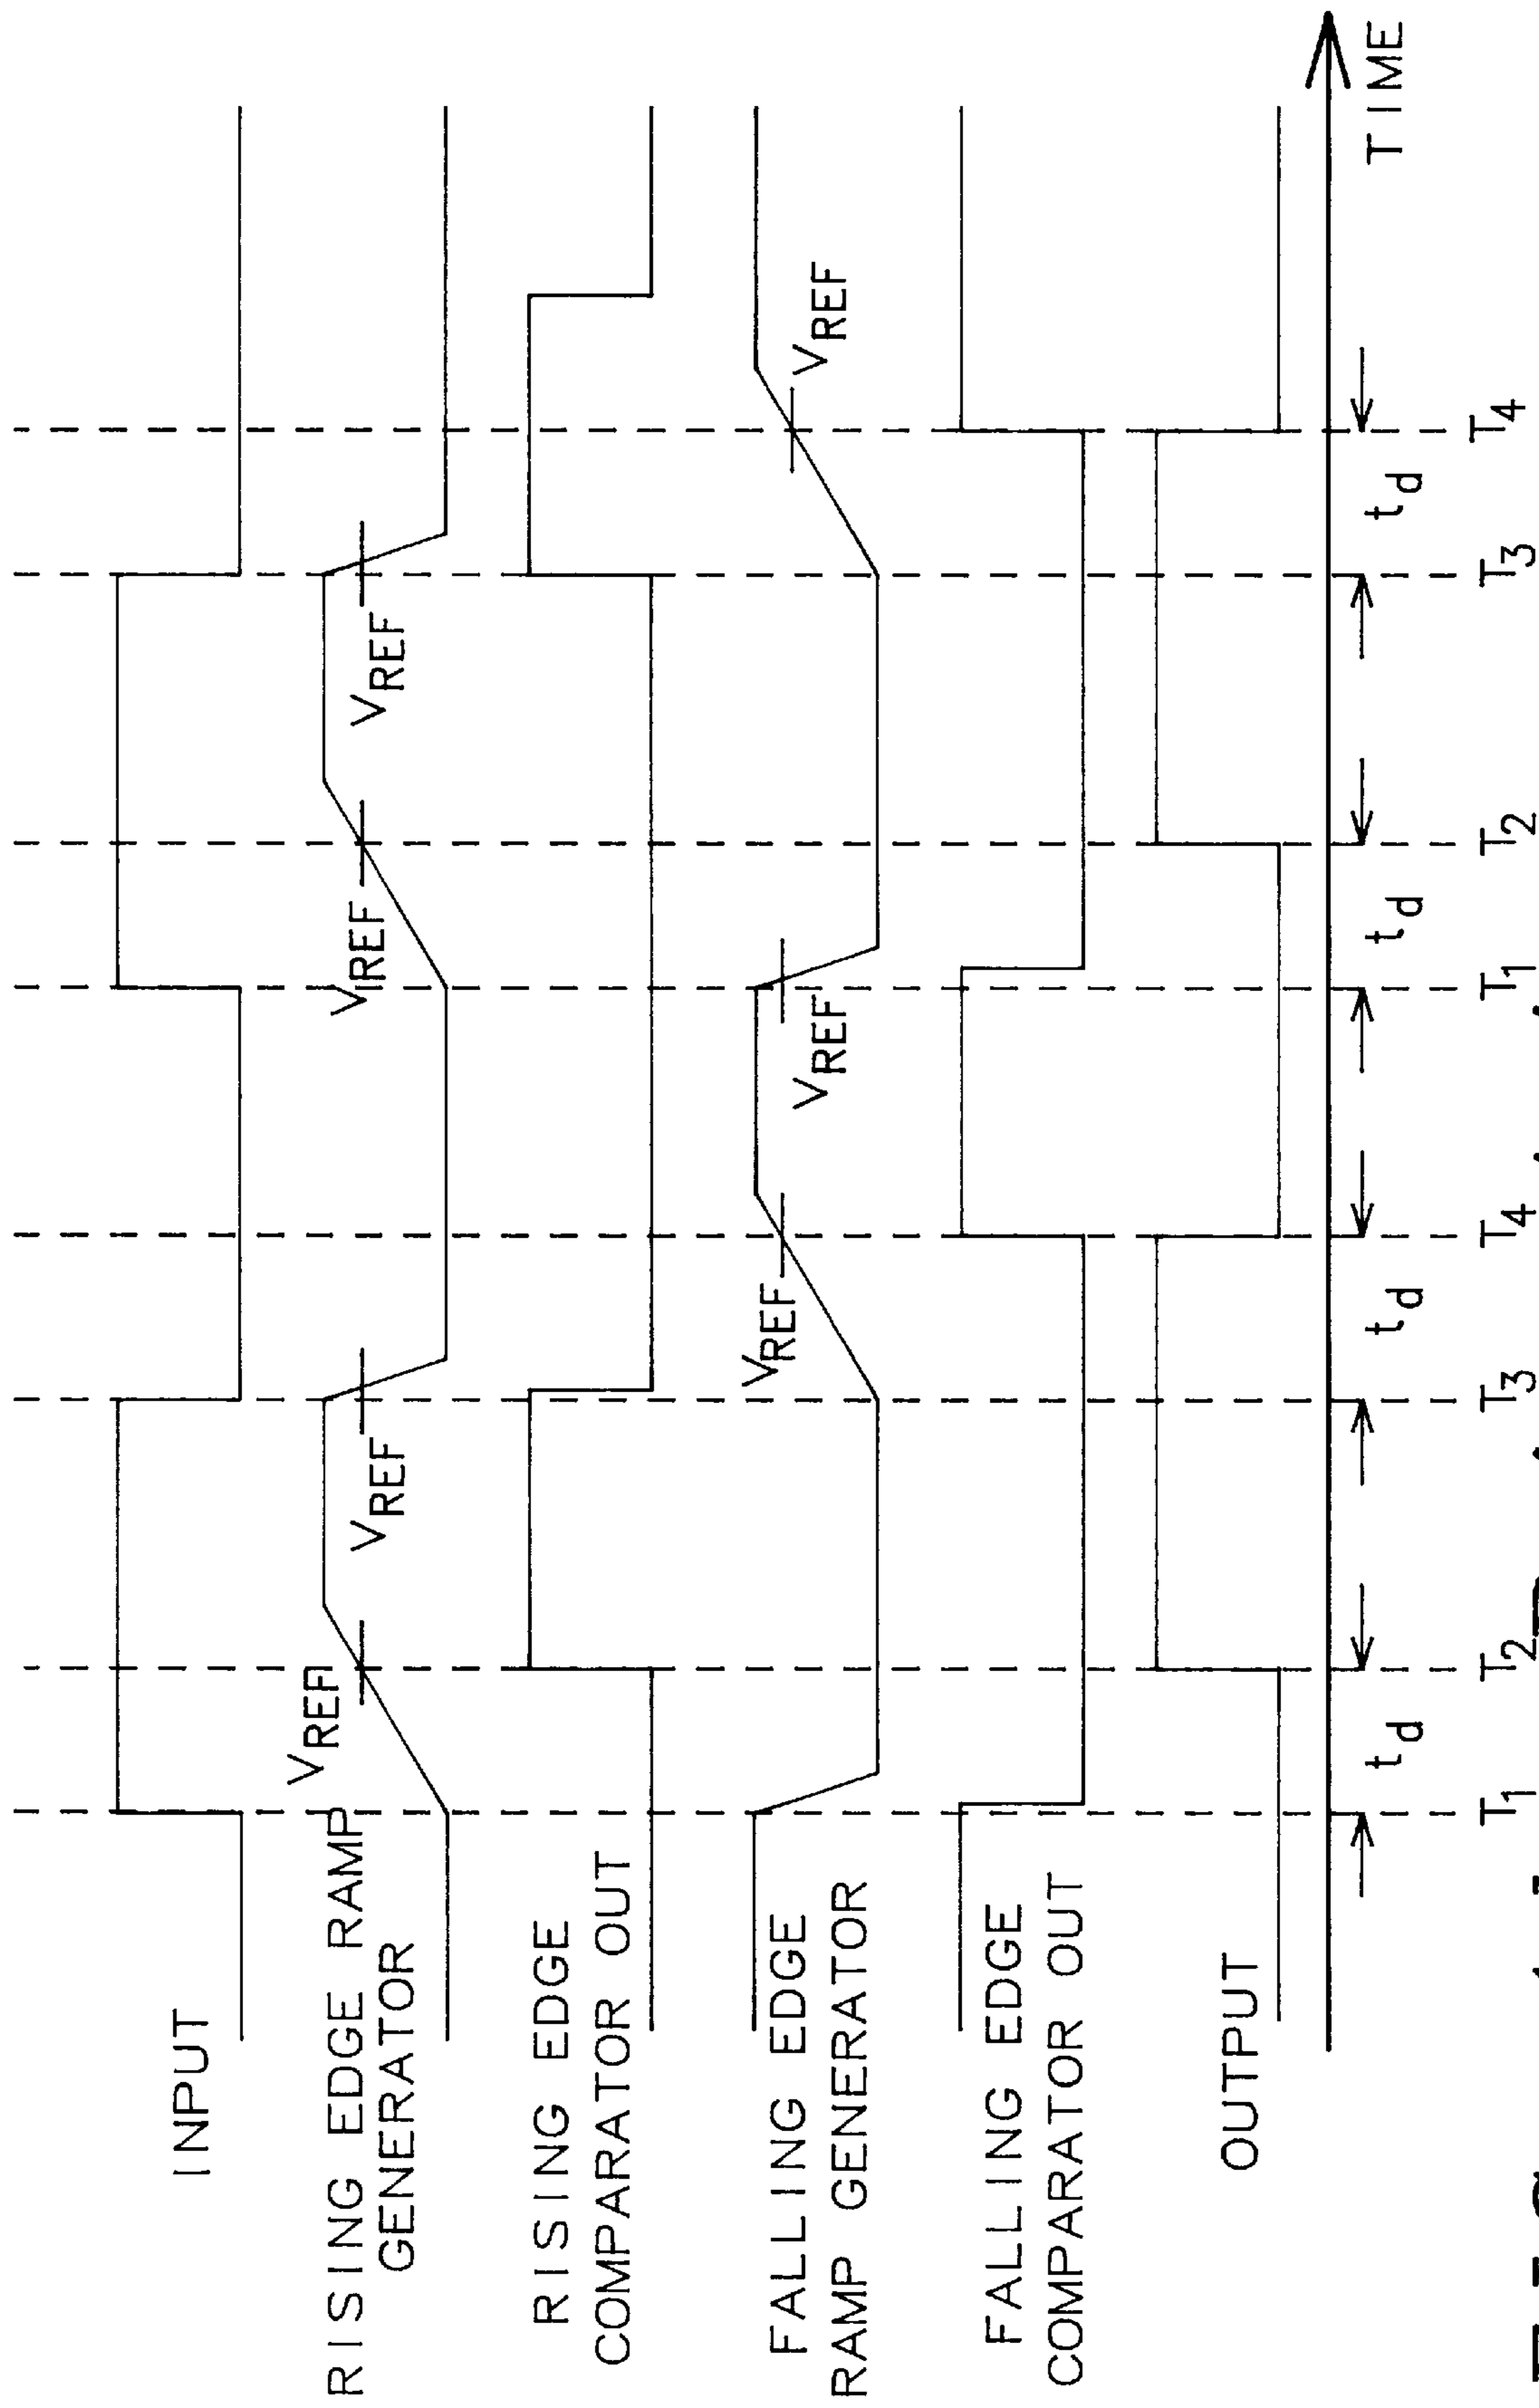 INPUT
RISING EDGE RAMP
GENERATOR
VREF
VREF
VREF
VREF
RISING EDGE
COMPARATOR OUT
FALLING EDGE
RAMP GENERATOR
VREF
VREF
VREF
FALLING EDGE
COMPARATOR OUT
OUTPUT
TIME
td
td
td
td
T1
T2
T3
T4
T1
T2
T3
T4